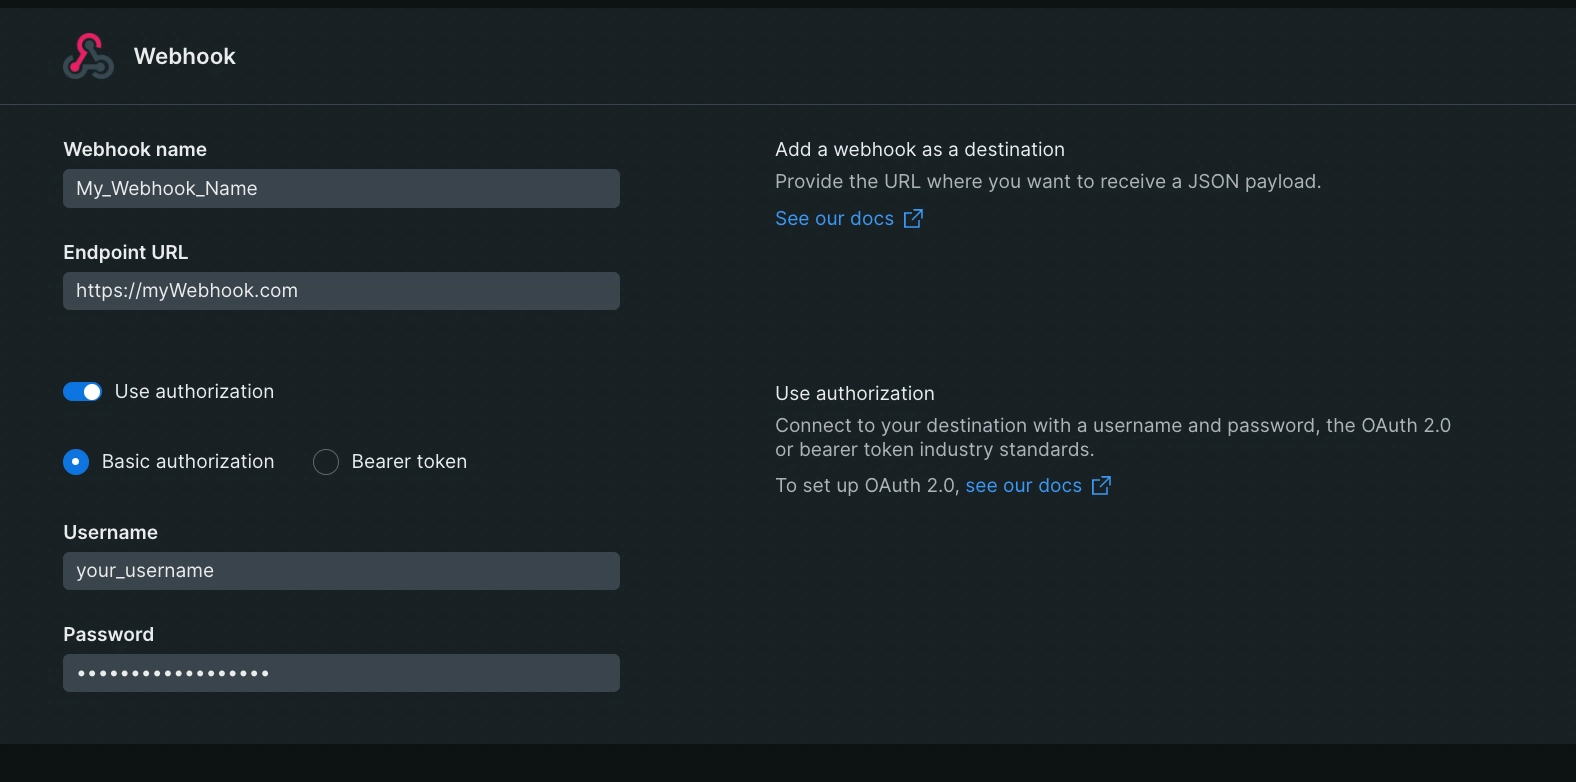 Webhook
Webhook name
My_Webhook_Name
Endpoint URL
https://myWebhook.com
Use authorization
Basic authorization
Bearer token
Username
your_username
Password
••••••••••••••••••
Add a webhook as a destination
Provide the URL where you want to receive a JSON payload.
See our docs
Use authorization
Connect to your destination with a username and password, the OAuth 2.0
or bearer token industry standards.
To set up OAuth 2.0, see our docs